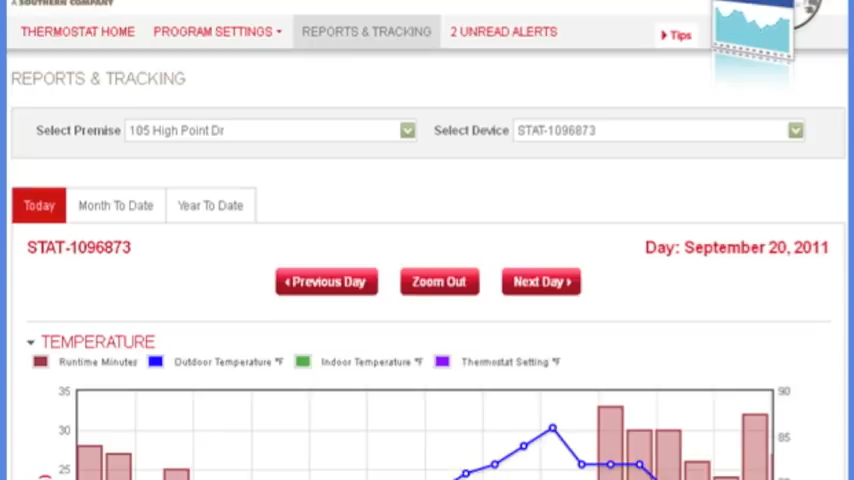 A SOUTHERN COMPANY
THERMOSTAT HOME PROGRAM SETTINGS REPORTS & TRACKING 2 UNREAD ALERTS Tips
REPORTS & TRACKING
Select Premise 105 High Point Dr Select Device STAT-1096873
Today Month To Date Year To Date
STAT-1096873 Day: September 20, 2011
Previous Day Zoom Out Next Day
TEMPERATURE
Runtime Minutes Outdoor Temperature °F Indoor Temperature °F Thermostat Setting °F
35 90
30 85
25